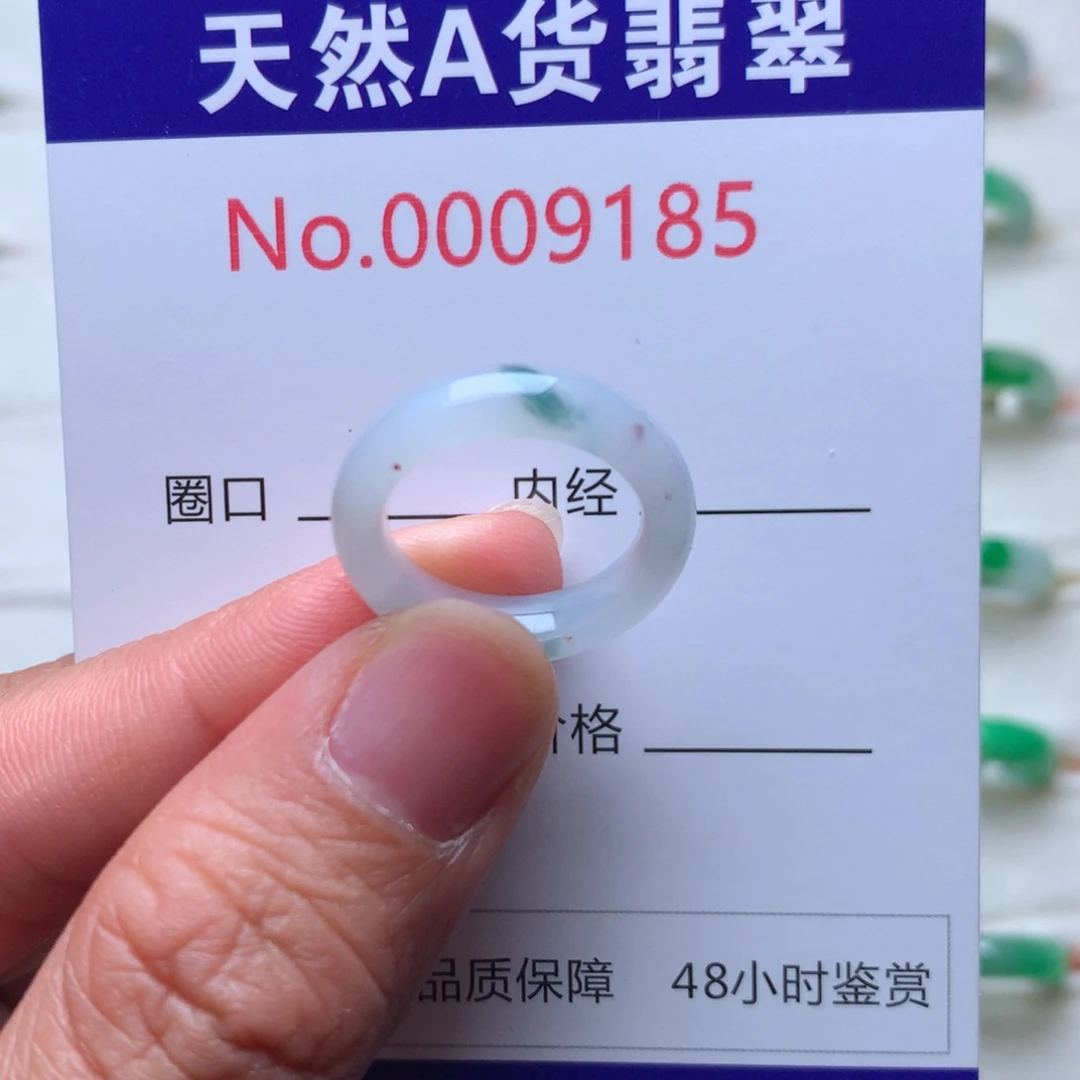 天然A货翡翠
No.0009185
圈口 内经
价格
品质保障 48小时鉴赏